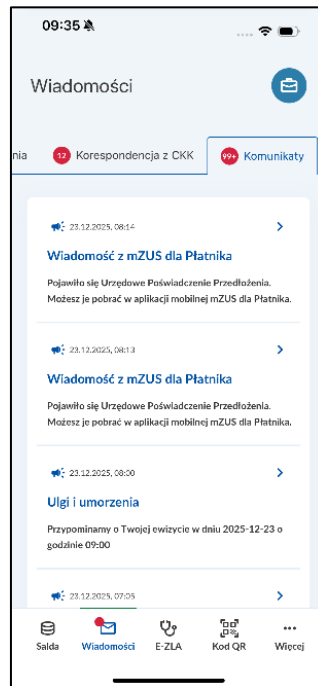 09:35
Wiadomości
nia 12 Korespondencja z CKK 99+ Komunikaty
23.12.2025, 08:14
Wiadomość z mZUS dla Płatnika
Pojawiło się Urzędowe Poświadczenie Przedłożenia.
Możesz je pobrać w aplikacji mobilnej mZUS dla Płatnika.
23.12.2025, 08:13
Wiadomość z mZUS dla Płatnika
Pojawiło się Urzędowe Poświadczenie Przedłożenia.
Możesz je pobrać w aplikacji mobilnej mZUS dla Płatnika.
23.12.2025, 08:00
Ulgi i umorzenia
Przypominamy o Twojej ewizycie w dniu 2025-12-23 o
godzinie 09:00
23.12.2025, 07:05
Salda Wiadomości E-ZLA Kod QR Więcej